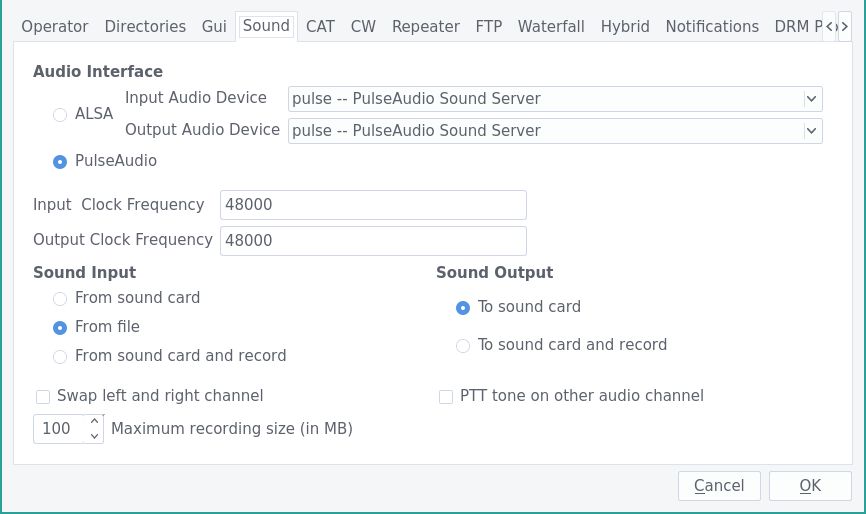 Operator Directories Gui Sound CAT CW Repeater FTP Waterfall Hybrid Notifications DRM
Audio Interface
ALSA
Input Audio Device pulse -- PulseAudio Sound Server
Output Audio Device pulse -- PulseAudio Sound Server
PulseAudio
Input Clock Frequency 48000
Output Clock Frequency 48000
Sound Input
From sound card
From file
From sound card and record
Sound Output
To sound card
To sound card and record
Swap left and right channel
PTT tone on other audio channel
100 Maximum recording size (in MB)
Cancel OK